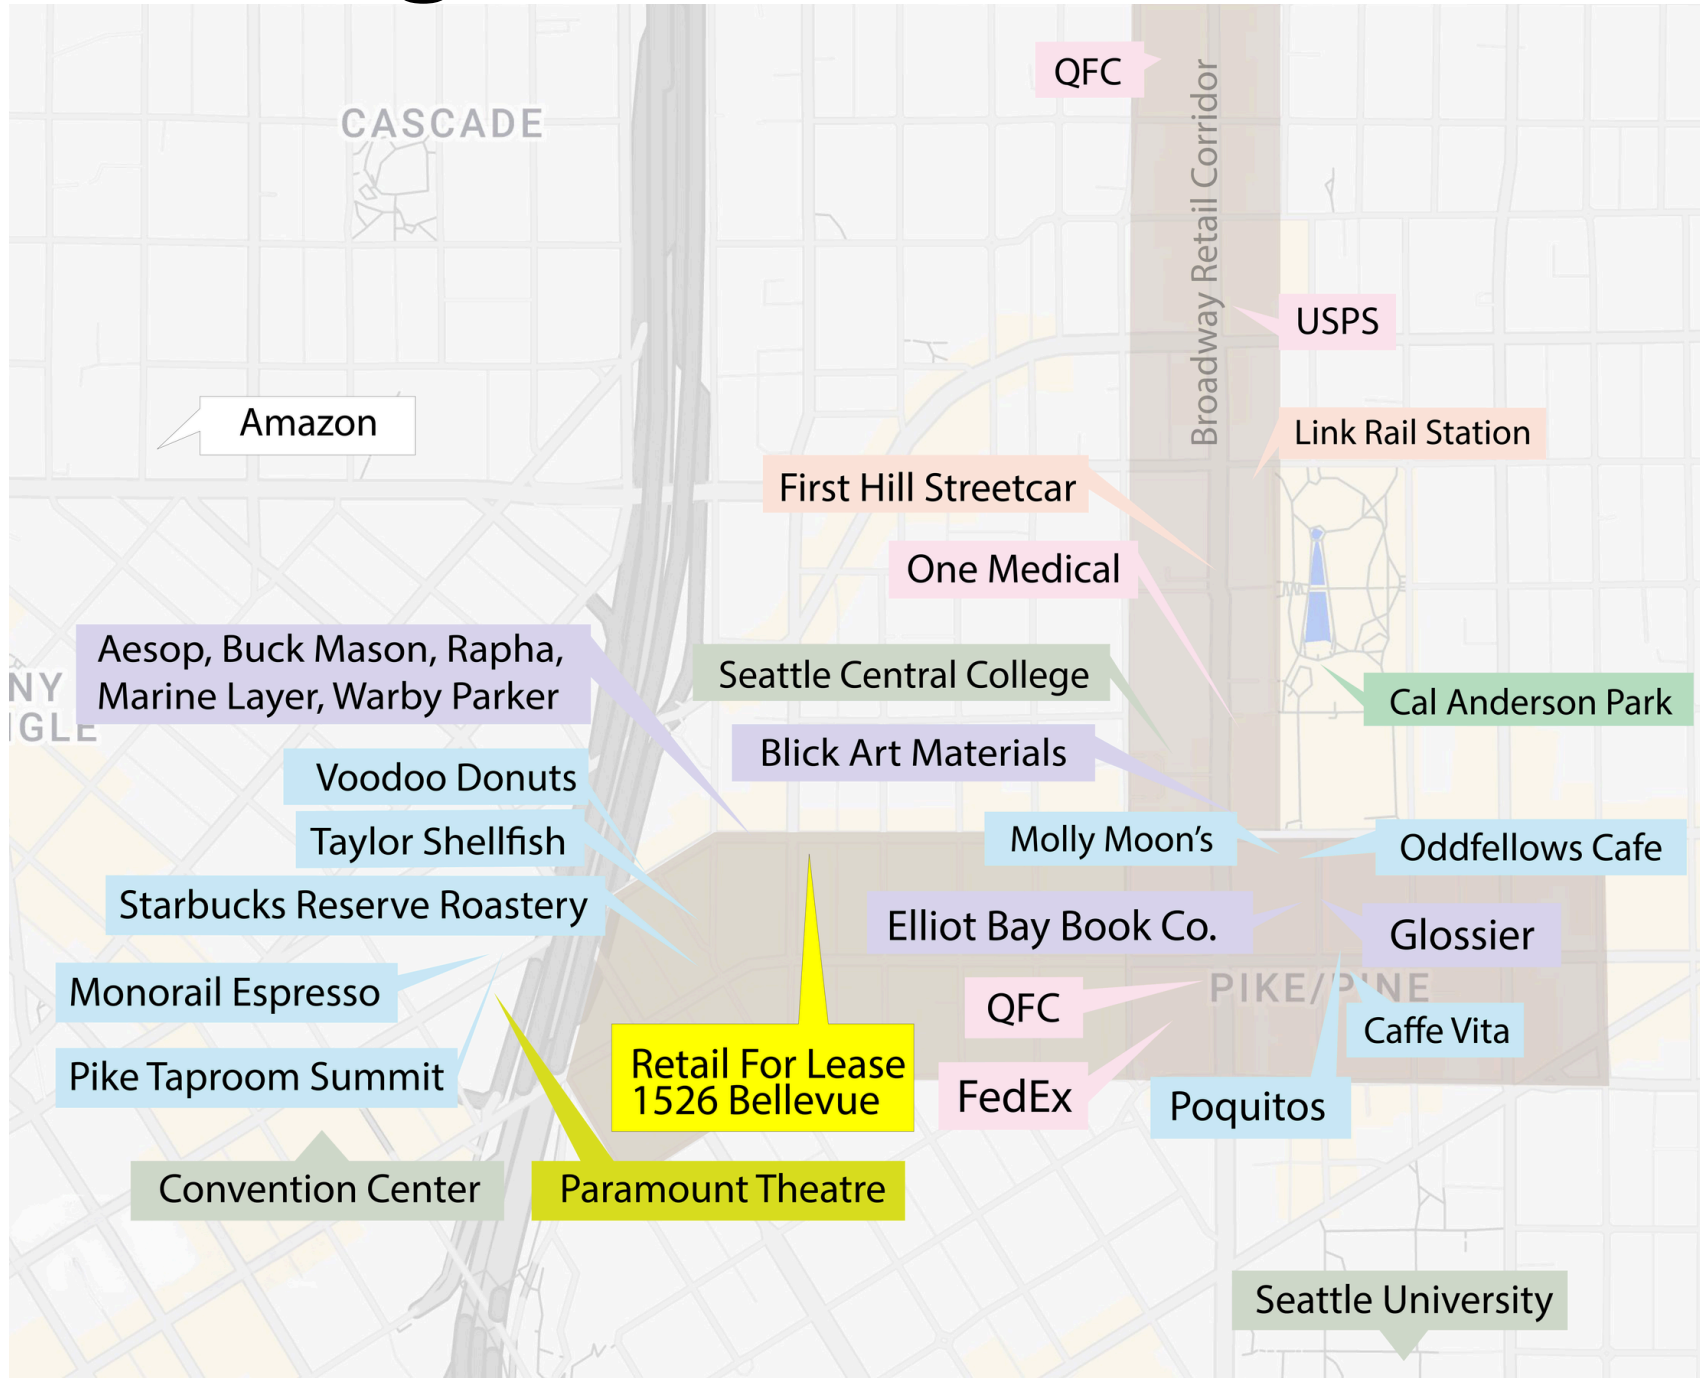 QFC
CASCADE
Broadway Retail Corridor
USPS
Amazon
Link Rail Station
First Hill Streetcar
One Medical
Aesop, Buck Mason, Rapha,
Marine Layer, Warby Parker
Seattle Central College
NY
IGLE
Cal Anderson Park
Blick Art Materials
Voodoo Donuts
Taylor Shellfish
Molly Moon's
Oddfellows Cafe
Starbucks Reserve Roastery
Elliot Bay Book Co.
Glossier
Monorail Espresso
QFC
PIKE/PINE
Caffe Vita
Pike Taproom Summit
Retail For Lease
1526 Bellevue
FedEx
Poquitos
Convention Center
Paramount Theatre
Seattle University